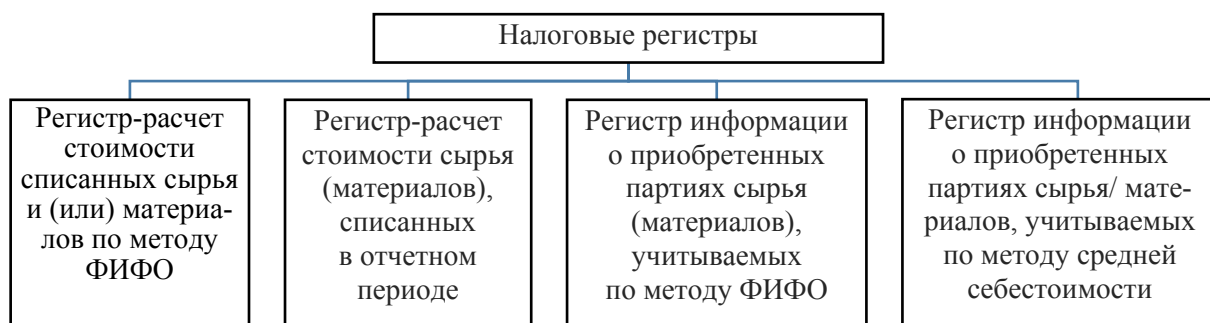 Налоговые регистры
Регистр-расчет
стоимости
списанных сырья
и (или) материа-
лов по методу
ФИФО
Регистр-расчет
стоимости сырья
(материалов),
списанных
в отчетном
периоде
Регистр информации
о приобретенных
партиях сырья
(материалов),
учитываемых
по методу ФИФО
Регистр информации
о приобретенных
партиях сырья/ мате-
риалов, учитываемых
по методу средней
себестоимости